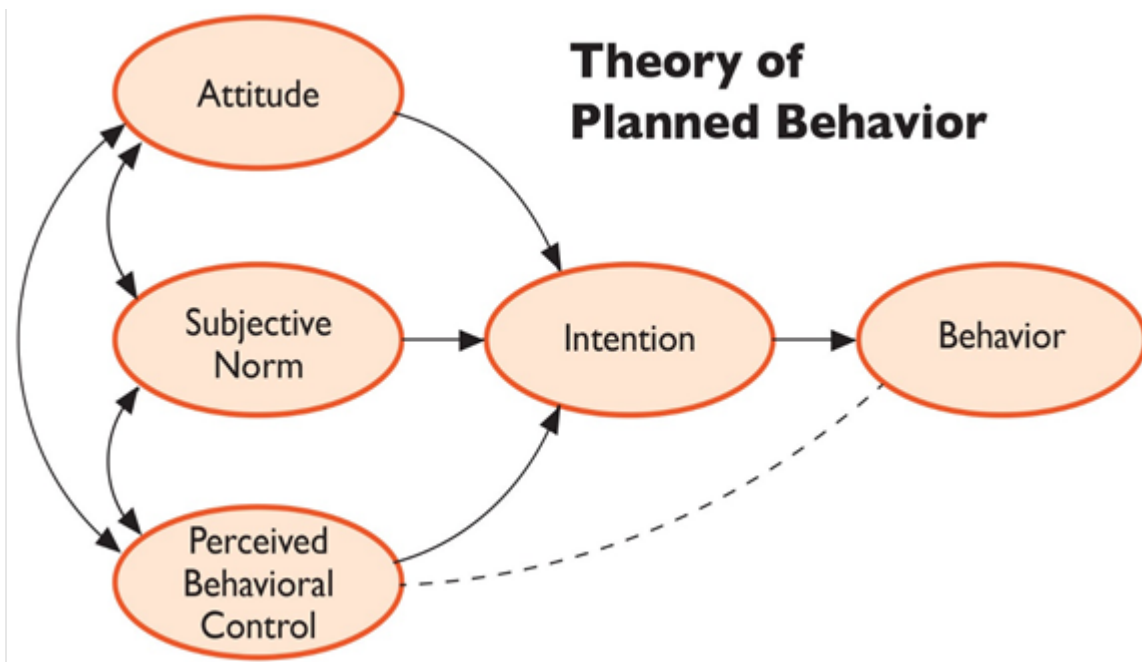 Theory of
Planned Behavior
Attitude
Subjective
Norm
Intention
Behavior
Perceived
Behavioral
Control